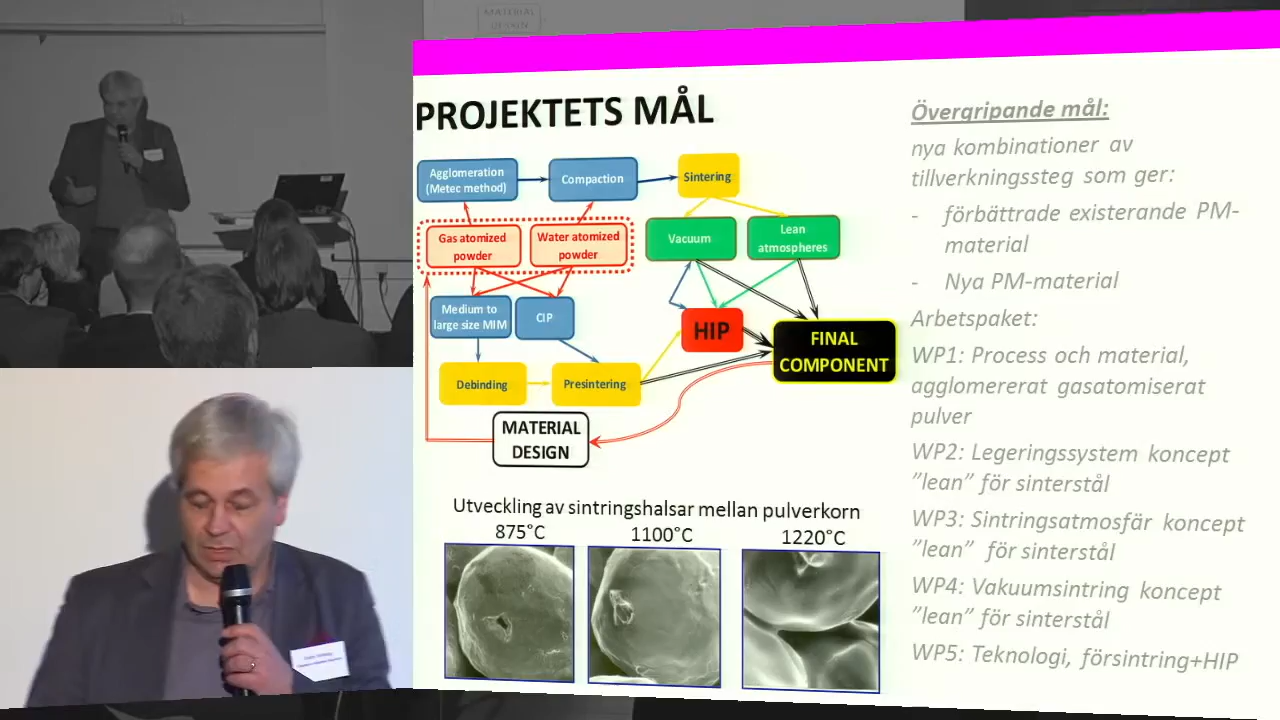 MATERIAL
DESIGN
PROJEKTETS MÅL
Agglomeration
(Metec method)
Compaction
Sintering
Gas atomized
powder
Water atomized
powder
Vacuum
Lean
atmospheres
Medium to
large size MIM
CIP
HIP
FINAL
COMPONENT
Debinding
Presintering
MATERIAL
DESIGN
Utveckling av sintringshalsar mellan pulverkorn
875°C
1100°C
1220°C
Övergripande mål:
nya kombinationer av
tillverkningssteg som ger:
- förbättrade existerande PM-
material
- Nya PM-material
Arbetspaket:
WP1: Process och material,
agglomererat gasatomiserat
pulver
WP2: Legeringssystem koncept
”lean” för sinterstål
WP3: Sintringsatmosfär koncept
”lean” för sinterstål
WP4: Vakuumsintring koncept
”lean” för sinterstål
WP5: Teknologi, försintring+HIP